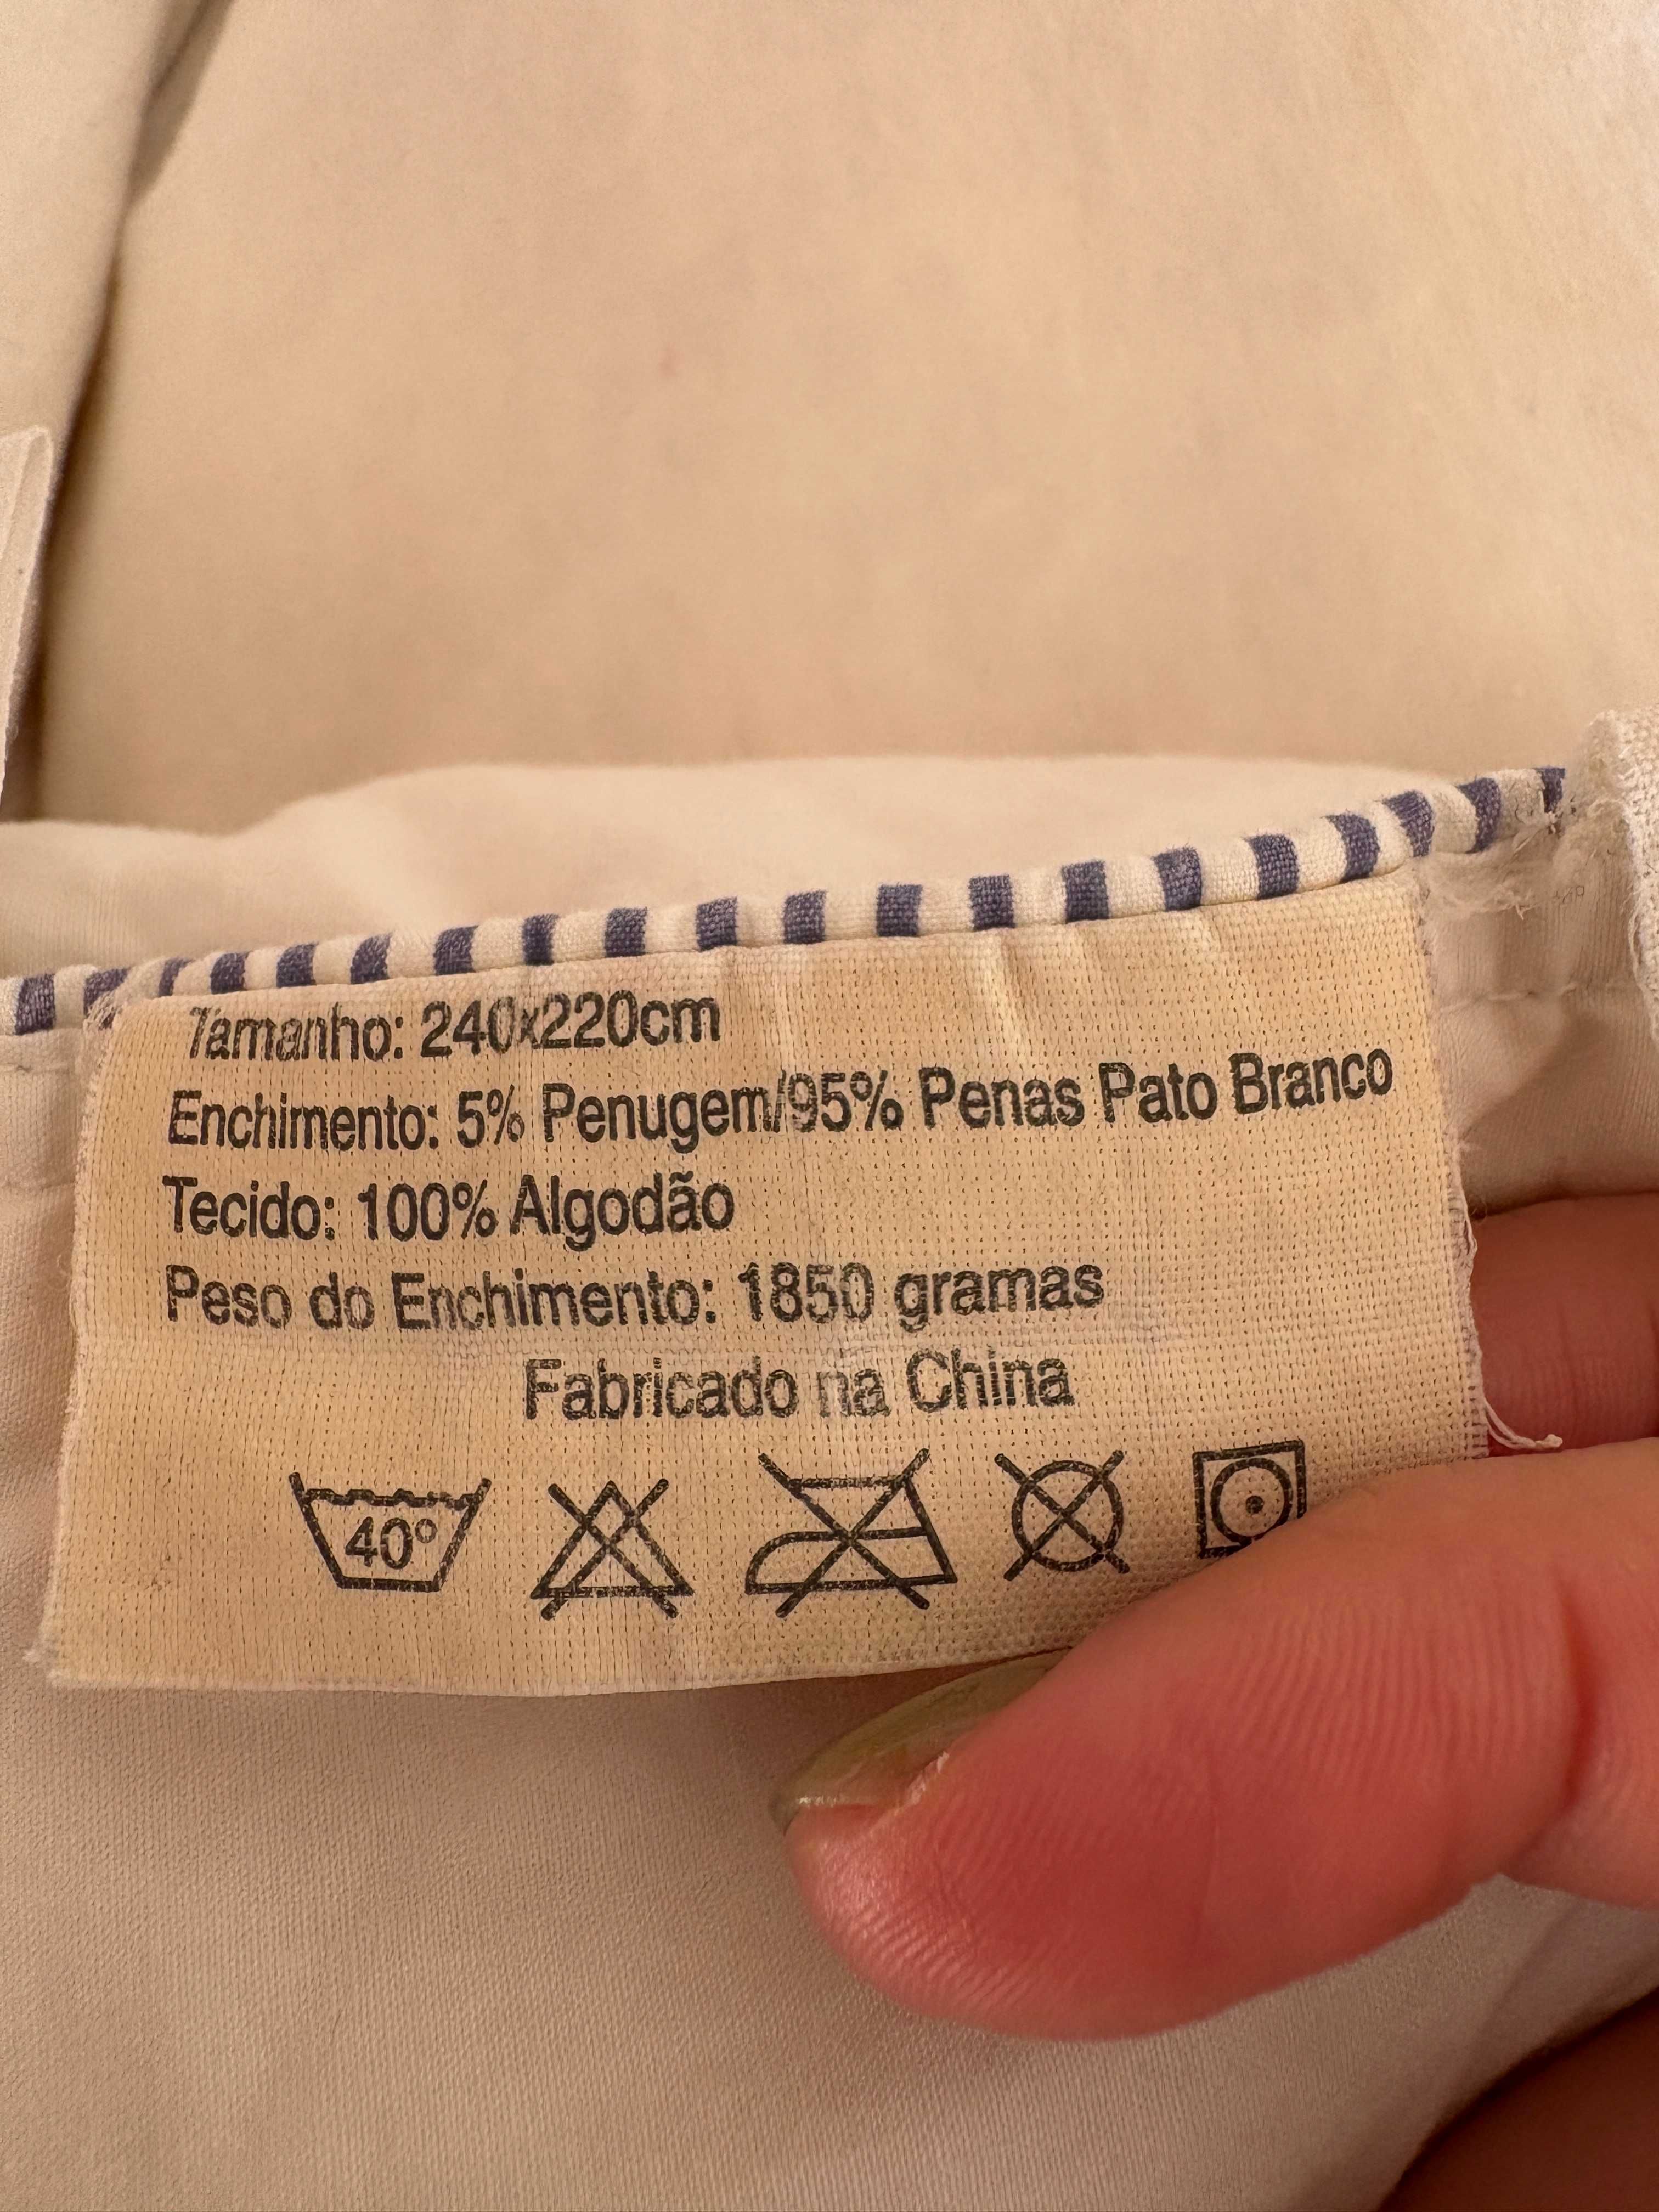 Tamanho: 240x220cm
Enchimento: 5% Penugem/95% Penas Pato Branco
Tecido: 100% Algodão
Peso do Enchimento: 1850 gramas
Fabricado na China
40°